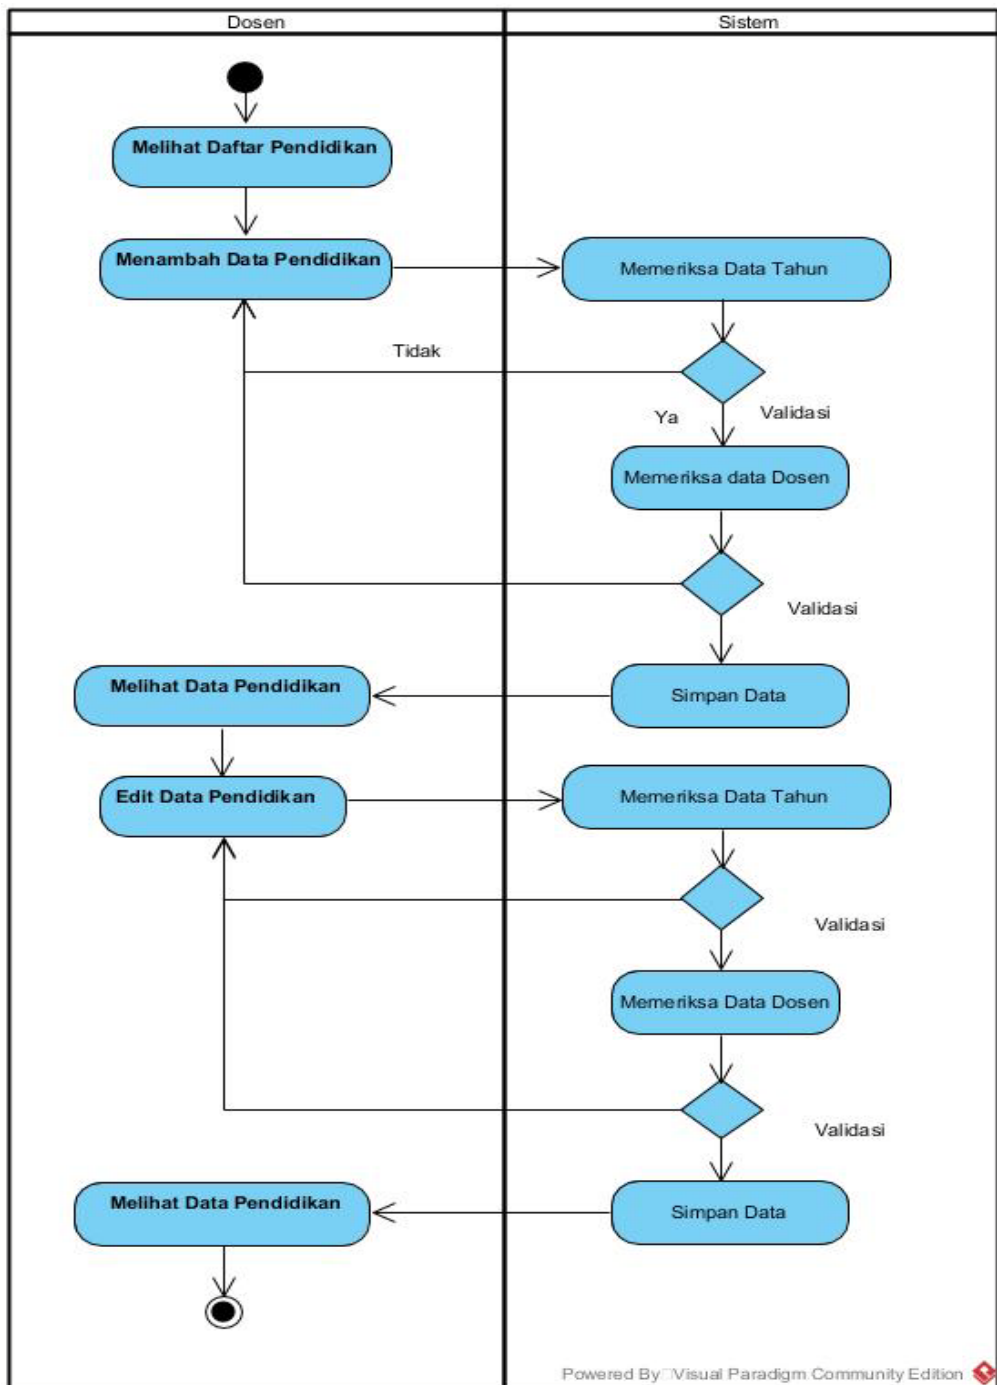 Dosen
Sistem
Melihat Daftar Pendidikan
Menambah Data Pendidikan
Memeriksa Data Tahun
Tidak
Ya
Validasi
Memeriksa data Dosen
Validasi
Melihat Data Pendidikan
Simpan Data
Edit Data Pendidikan
Memeriksa Data Tahun
Validasi
Memeriksa Data Dosen
Validasi
Melihat Data Pendidikan
Simpan Data
Powered By□Visual Paradigm Community Edition